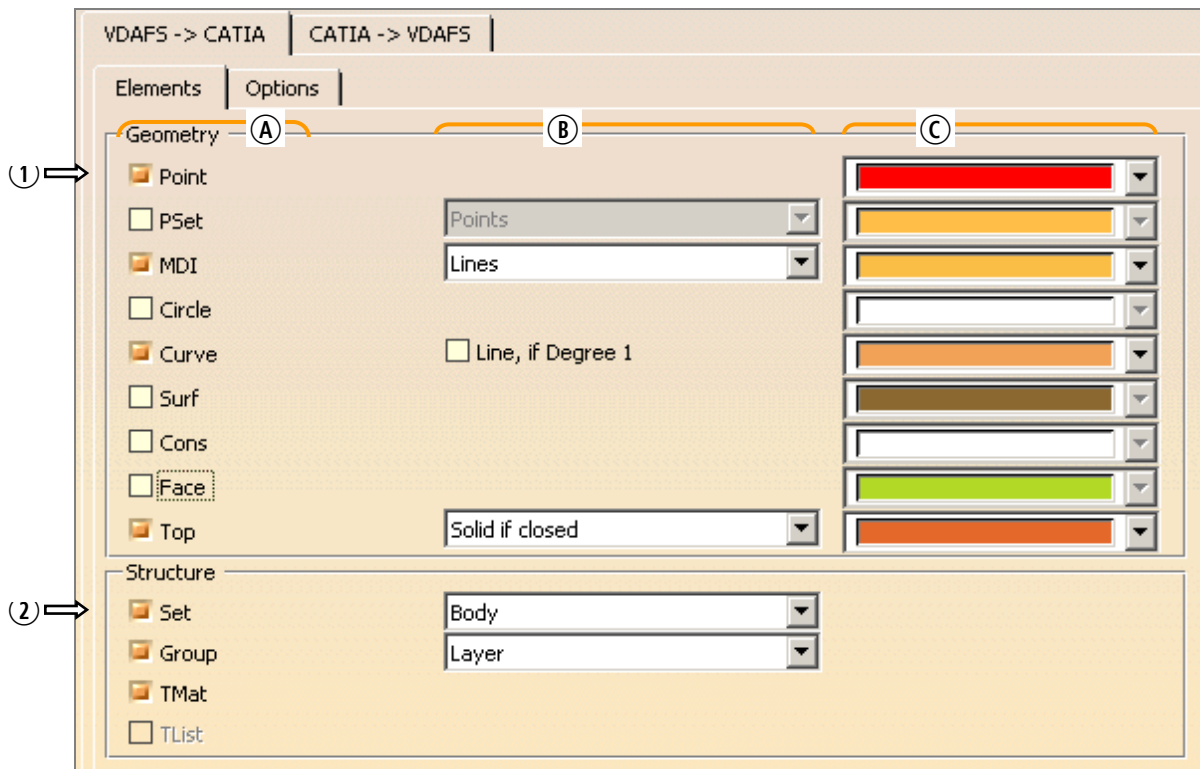 VDAFS -> CATIA CATIA -> VDAFS
Elements Options
Geometry Ⓐ Ⓑ Ⓒ
① Point
PSet Points
MDI Lines
Circle
Curve Line, if Degree 1
Surf
Cons
Face
Top Solid if closed
Structure
② Set Body
Group Layer
TMat
TList